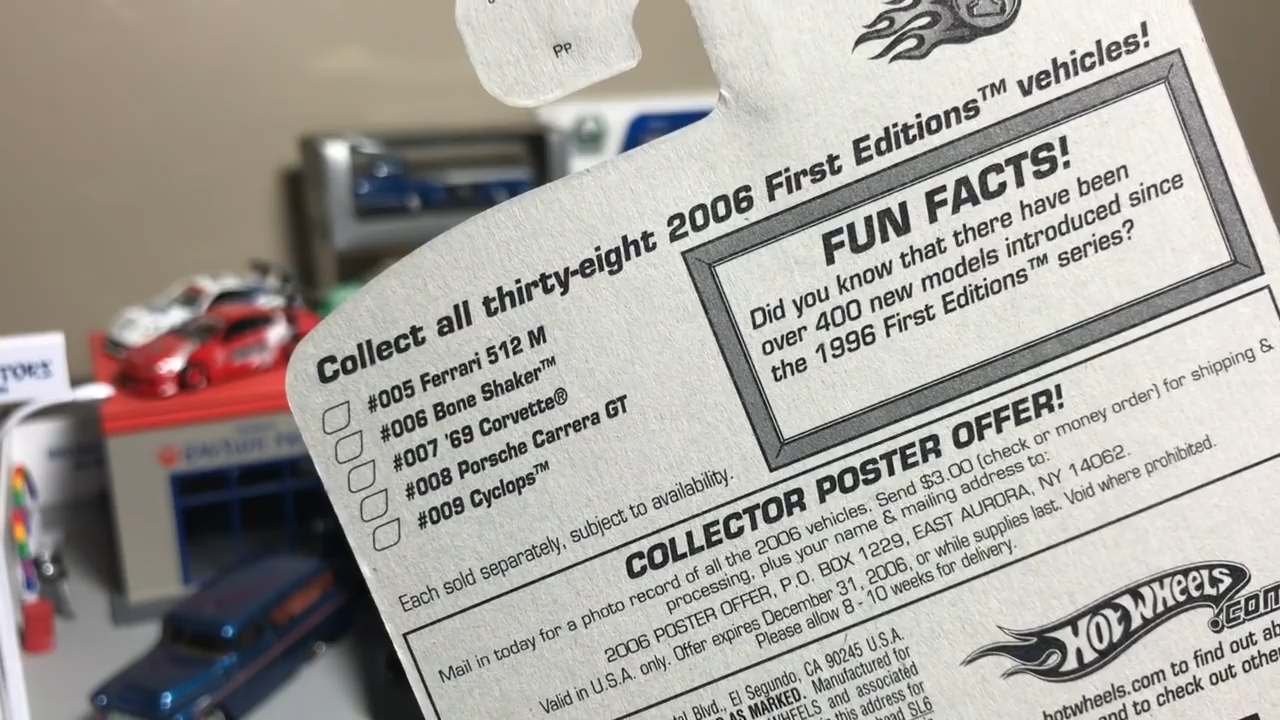 PP
Collect all thirty-eight 2006 First Editions™ vehicles!
#005 Ferrari 512 M
#006 Bone Shaker™
#007 '69 Corvette®
#008 Porsche Carrera GT
#009 Cyclops™
Each sold separately, subject to availability.
FUN FACTS!
Did you know that there have been
over 400 new models introduced since
the 1996 First Editions™ series?
COLLECTOR POSTER OFFER!
Mail in today for a photo record of all the 2006 vehicles. Send $3.00 (check or money order) for shipping &
processing, plus your name & mailing address to:
2006 POSTER OFFER, P.O. BOX 1229, EAST AURORA, NY 14062.
Valid in U.S.A. only. Offer expires December 31, 2006, or while supplies last. Void where prohibited.
Please allow 8 - 10 weeks for delivery.
Blvd., El Segundo, CA 90245 U.S.A.
AS MARKED. Manufactured for
WHEELS and associated
this address for
SL6
HOT WHEELS.com
hotwheels.com to find out
and to check out other